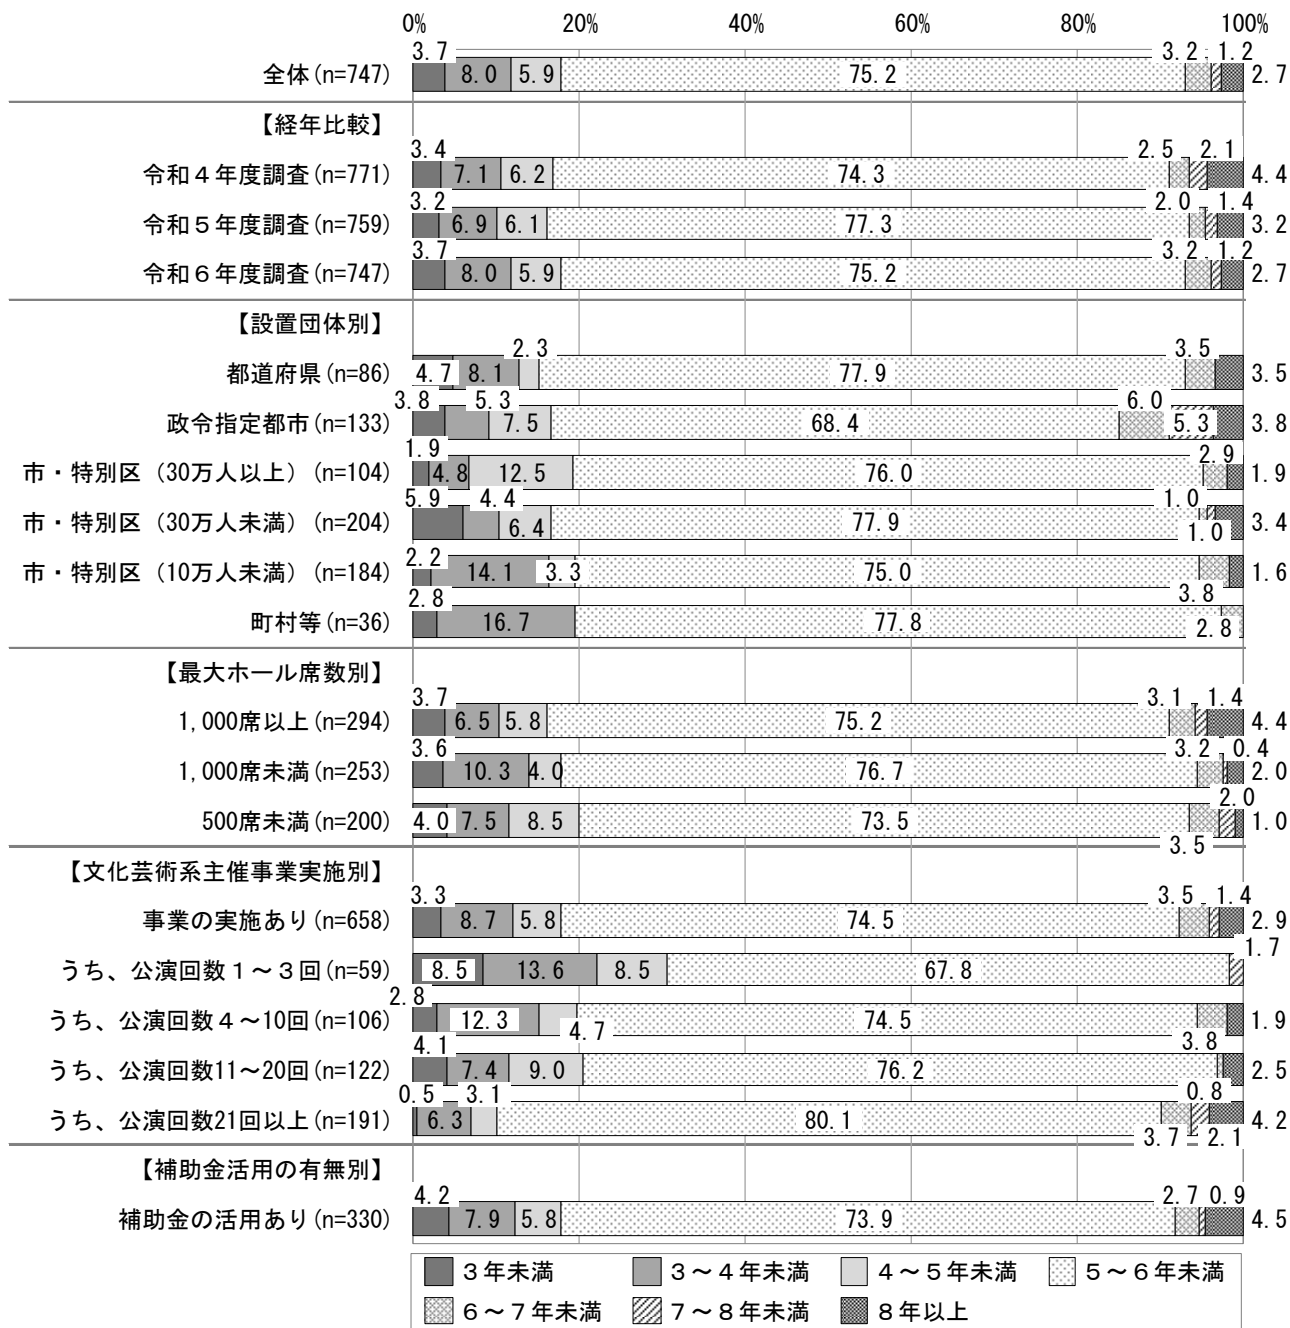 0% 20% 40% 60% 80% 100%
全体(n=747) 3.7 8.0 5.9 75.2 3.2 1.2 2.7
【経年比較】
令和４年度調査(n=771) 3.4 7.1 6.2 74.3 2.5 2.1 4.4
令和５年度調査(n=759) 3.2 6.9 6.1 77.3 2.0 1.4 3.2
令和６年度調査(n=747) 3.7 8.0 5.9 75.2 3.2 1.2 2.7
【設置団体別】
都道府県(n=86) 4.7 8.1 2.3 77.9 3.5 3.5
政令指定都市(n=133) 3.8 5.3 7.5 68.4 6.0 5.3 3.8
市・特別区（30万人以上）(n=104) 1.9 4.8 12.5 76.0 2.9 1.9
市・特別区（30万人未満）(n=204) 5.9 4.4 6.4 77.9 1.0 1.0 3.4
市・特別区（10万人未満）(n=184) 2.2 14.1 3.3 75.0 3.8 1.6
町村等(n=36) 2.8 16.7 77.8 2.8
【最大ホール席数別】
1,000席以上(n=294) 3.7 6.5 5.8 75.2 3.1 1.4 4.4
1,000席未満(n=253) 3.6 10.3 4.0 76.7 3.2 0.4 2.0
500席未満(n=200) 4.0 7.5 8.5 73.5 3.5 2.0 1.0
【文化芸術系主催事業実施別】
事業の実施あり(n=658) 3.3 8.7 5.8 74.5 3.5 1.4 2.9
うち、公演回数１～３回(n=59) 8.5 13.6 8.5 67.8 1.7
うち、公演回数４～10回(n=106) 2.8 12.3 4.7 74.5 3.8 1.9
うち、公演回数11～20回(n=122) 4.1 7.4 9.0 76.2 0.8 2.5
うち、公演回数21回以上(n=191) 0.5 6.3 3.1 80.1 3.7 2.1 4.2
【補助金活用の有無別】
補助金の活用あり(n=330) 4.2 7.9 5.8 73.9 2.7 0.9 4.5
３年未満 ３～４年未満 ４～５年未満 ５～６年未満
６～７年未満 ７～８年未満 ８年以上